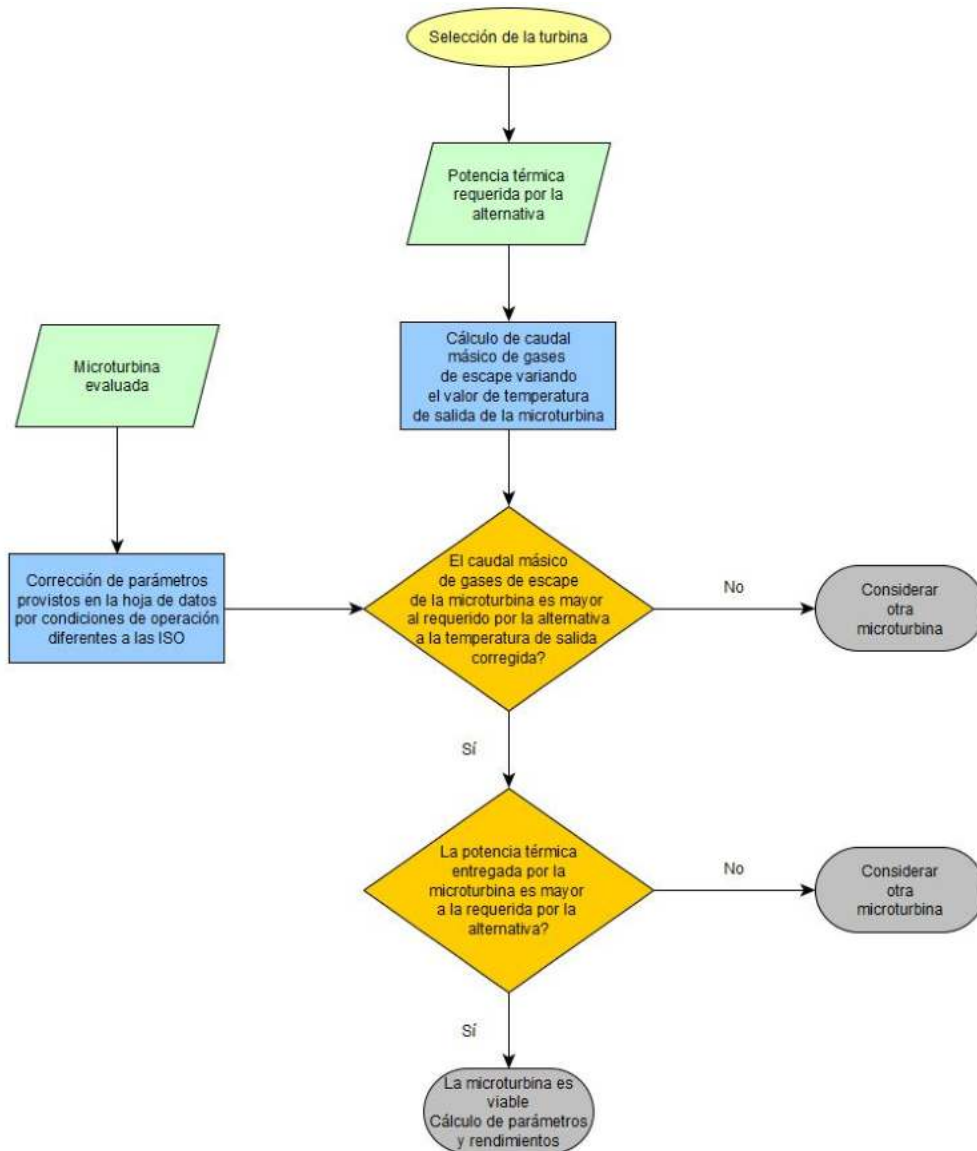 Selección de la turbina
Potencia térmica
requerida por la
alternativa
Cálculo de caudal
másico de gases
de escape variando
el valor de temperatura
de salida de la microturbina
Microturbina
evaluada
Corrección de parámetros
provistos en la hoja de datos
por condiciones de operación
diferentes a las ISO
El caudal másico
de gases de escape
de la microturbina es mayor
al requerido por la alternativa
a la temperatura de salida
corregida?
No
Considerar
otra
microturbina
Sí
La potencia térmica
entregada por la
microturbina es mayor
a la requerida por la
alternativa?
No
Considerar
otra
microturbina
Sí
La microturbina es
viable
Cálculo de parámetros
y rendimientos